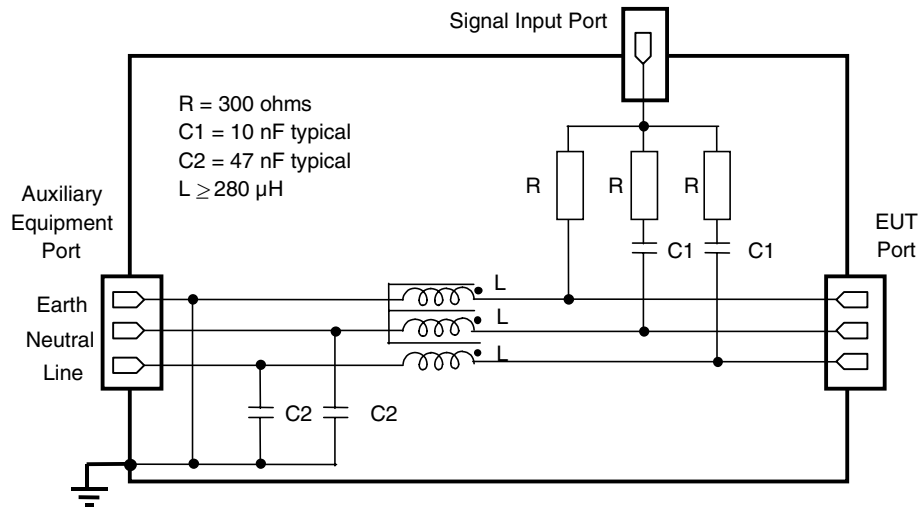 Signal Input Port
R = 300 ohms
C1 = 10 nF typical
C2 = 47 nF typical
L ≥ 280 µH
Auxiliary
Equipment
Port
R
R
R
EUT
Port
C1
C1
L
Earth
L
Neutral
L
Line
C2
C2